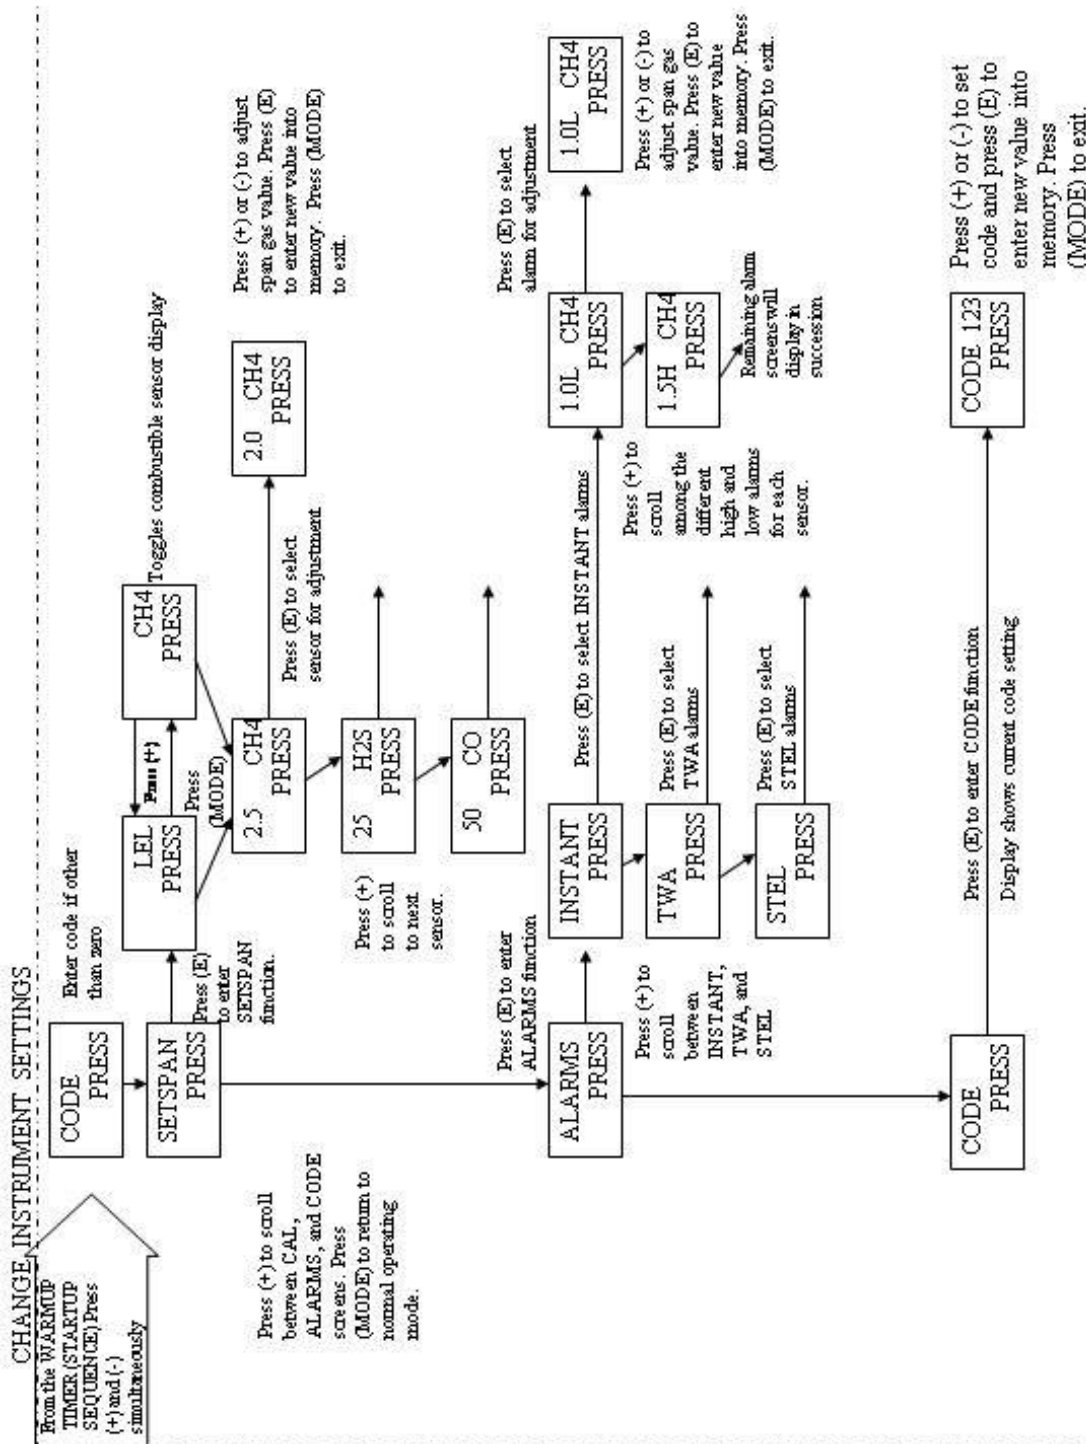 CHANGE INSTRUMENT SETTINGS
From the WARMUP
TIMER (STARTUP
SEQUENCE) Press
(+) and (-)
simultaneously
CODE
PRESS
Enter code if other
than zero
SETSPAN
PRESS
Press (E)
to enter
SETSPAN
function.
LEL
PRESS
Press (+)
Press
(MODE)
CH4
PRESS
Toggles combustible sensor display
2.5 CH4
PRESS
Press (E) to select
sensor for adjustment
2.0 CH4
PRESS
Press (+) or (-) to adjust
span gas value. Press (E)
to enter new value into
memory. Press (MODE)
to exit.
Press (+)
to scroll
to next
sensor.
25 H2S
PRESS
50 CO
PRESS
Press (+) to scroll
between CAL,
ALARMS, and CODE
screens. Press
(MODE) to return to
normal operating
mode.
ALARMS
PRESS
Press (E) to enter
ALARMS function
Press (+) to
scroll
between
INSTANT,
TWA, and
STEL
INSTANT
PRESS
Press (E) to select INSTANT alarms
TWA
PRESS
Press (E) to select
TWA alarms
STEL
PRESS
Press (E) to select
STEL alarms
1.0L CH4
PRESS
Press (E) to select
alarm for adjustment
1.0L CH4
PRESS
Press (+) to
scroll
among the
different
high and
low alarms
for each
sensor.
1.5H CH4
PRESS
Remaining alarm
screens will
display in
succession
Press (+) or (-) to
adjust span gas
value. Press (E) to
enter new value
into memory. Press
(MODE) to exit.
CODE
PRESS
Press (E) to enter CODE function
Display shows current code setting
CODE 123
PRESS
Press (+) or (-) to set
code and press (E) to
enter new value into
memory. Press
(MODE) to exit.